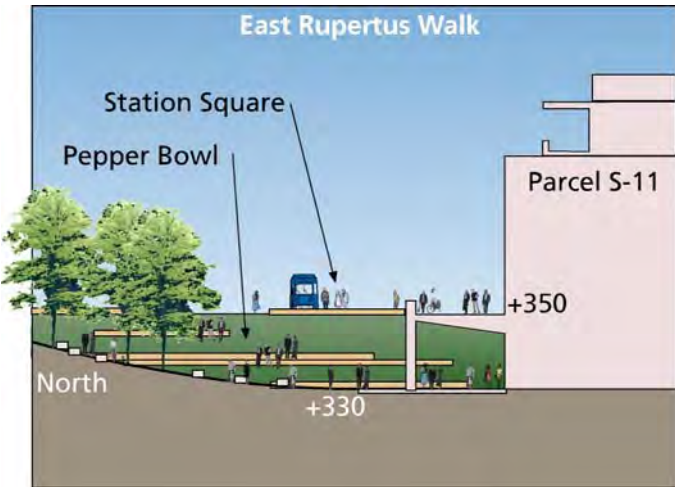 East Rupertus Walk
Station Square
Pepper Bowl
Parcel S-11
+350
North
+330